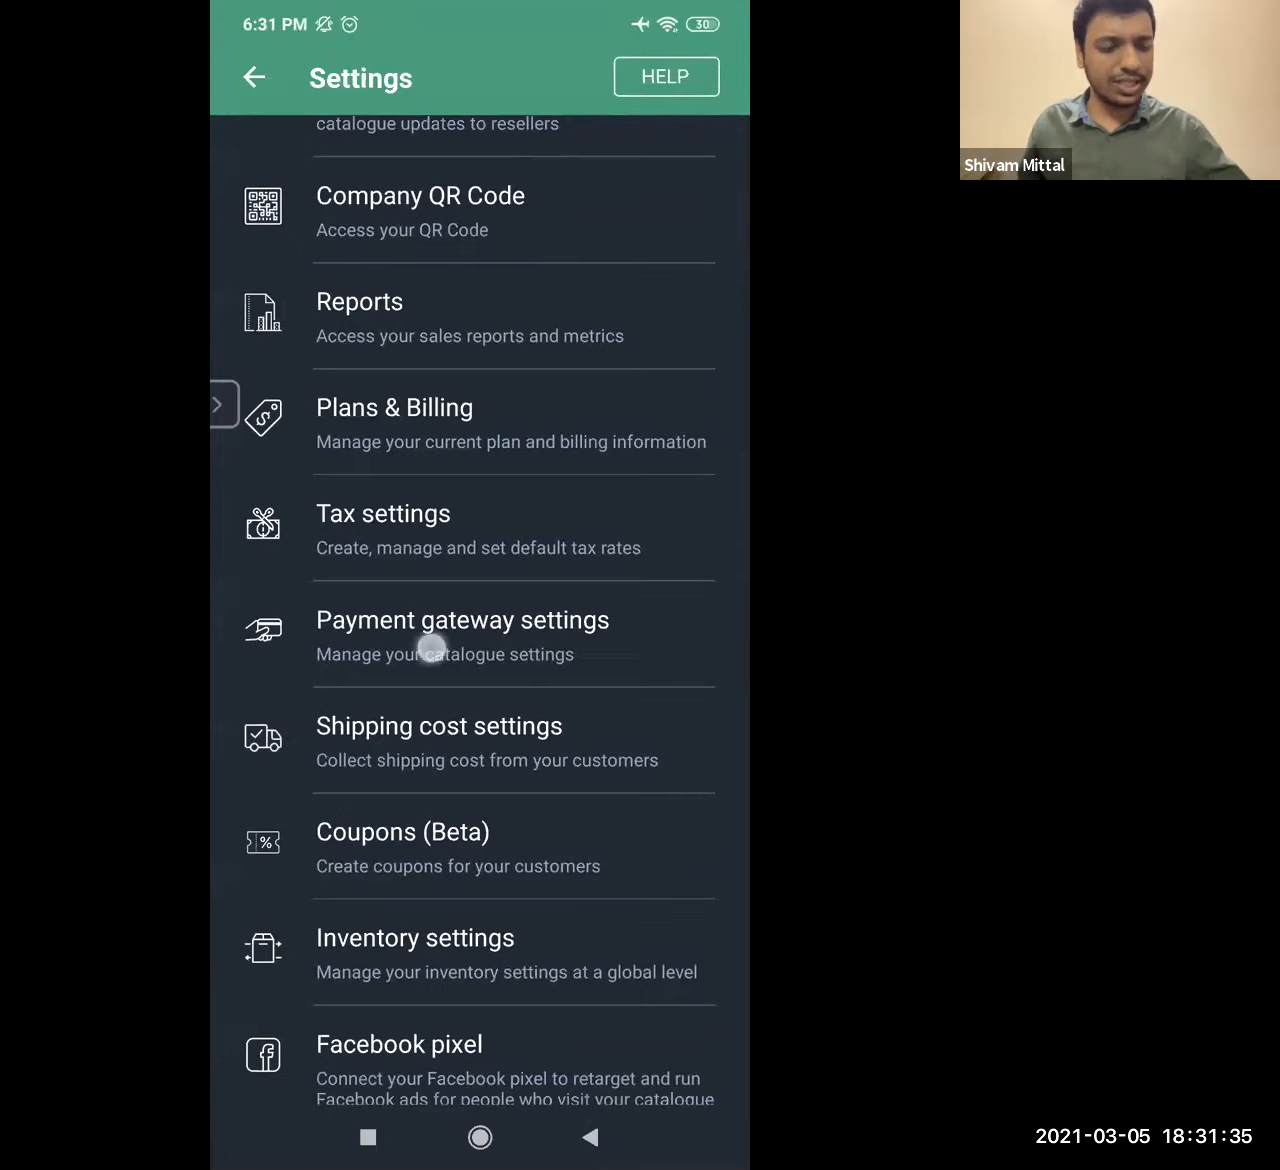 6:31 PM
30
Settings
HELP
catalogue updates to resellers
Company QR Code
Access your QR Code
Reports
Access your sales reports and metrics
Plans & Billing
Manage your current plan and billing information
Tax settings
Create, manage and set default tax rates
Payment gateway settings
Manage your catalogue settings
Shipping cost settings
Collect shipping cost from your customers
Coupons (Beta)
Create coupons for your customers
Inventory settings
Manage your inventory settings at a global level
Facebook pixel
Connect your Facebook pixel to retarget and run
Facebook ads for people who visit your catalogue
Shivam Mittal
2021-03-05 18:31:35